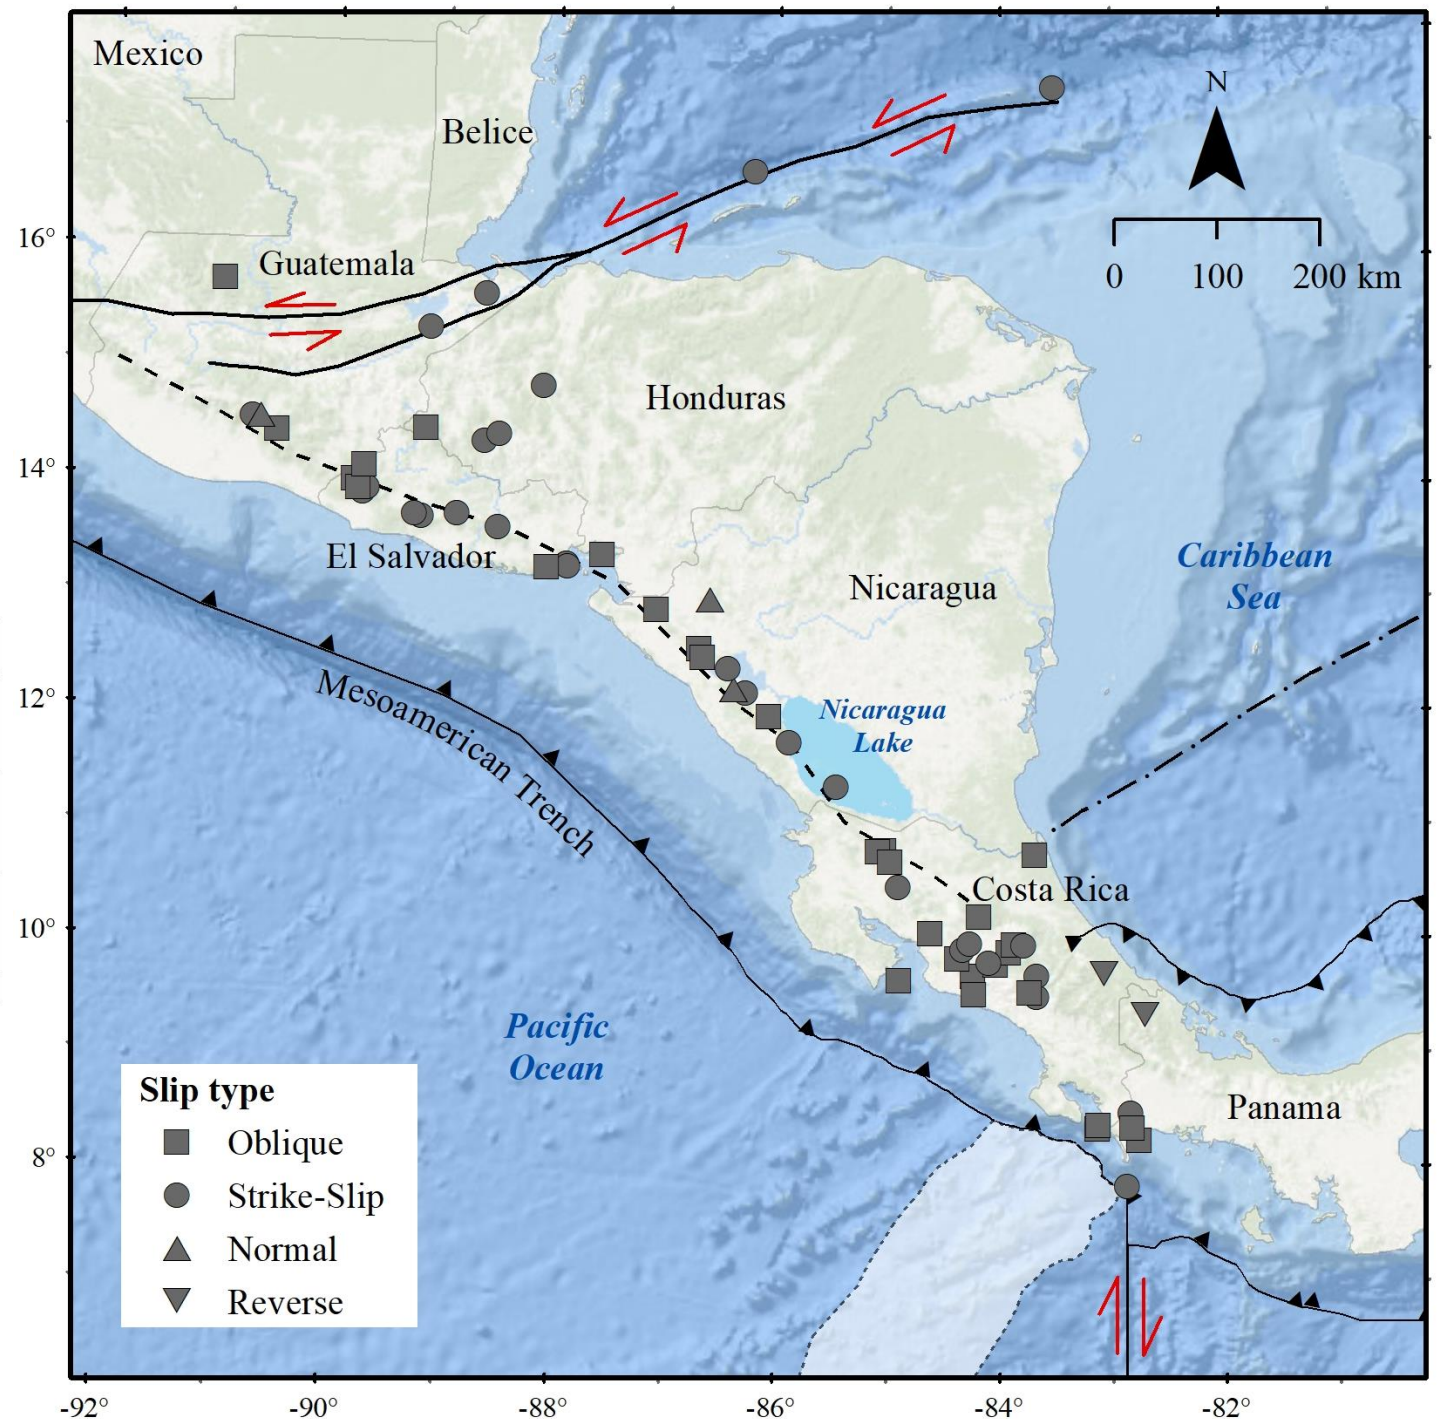 Mexico
Belice
N
16°
Guatemala
0 100 200 km
Honduras
14°
El Salvador
Caribbean
Sea
Nicaragua
12°
Mesoamerican Trench
Nicaragua
Lake
Costa Rica
10°
Pacific
Ocean
Slip type
Oblique
Strike-Slip
Normal
Reverse
Panama
8°
-92° -90° -88° -86° -84° -82°